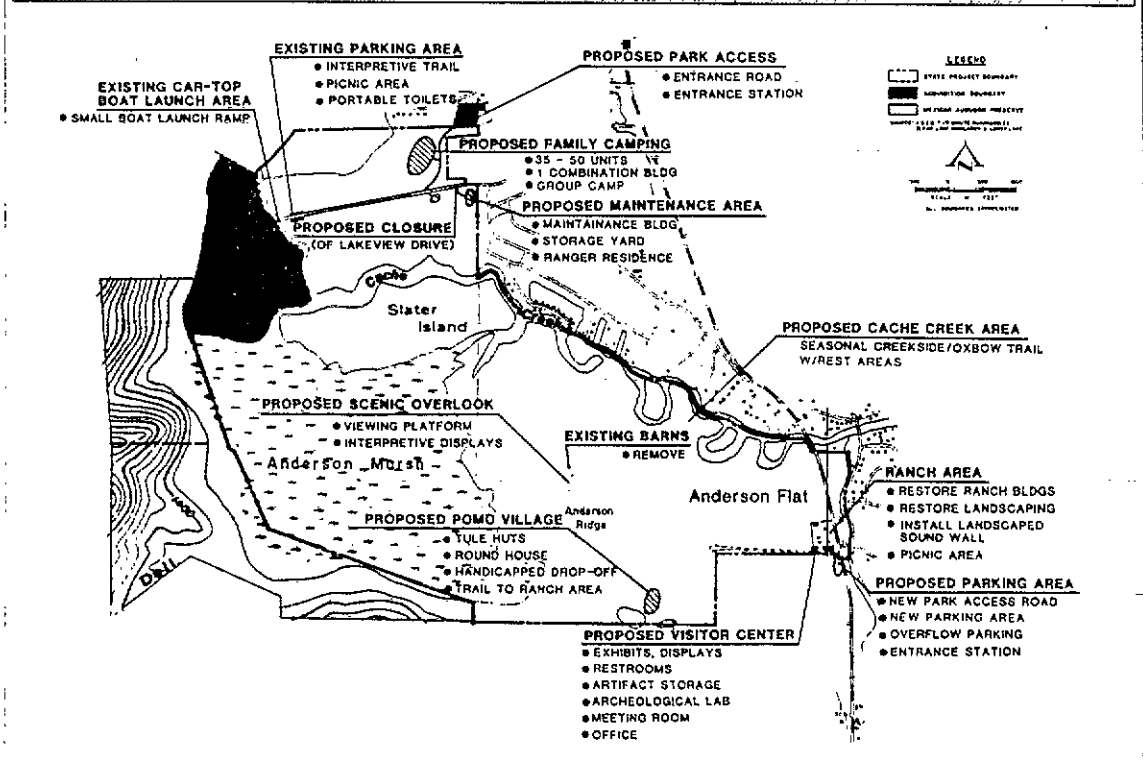 EXISTING PARKING AREA
● INTERPRETIVE TRAIL
● PICNIC AREA
● PORTABLE TOILETS
EXISTING CAR-TOP
BOAT LAUNCH AREA
● SMALL BOAT LAUNCH RAMP
PROPOSED PARK ACCESS
● ENTRANCE ROAD
● ENTRANCE STATION
LEGEND
STATE PROJECT BOUNDARY
N
SCALE IN FEET
PROPOSED FAMILY CAMPING
● 35 - 50 UNITS
● 1 COMBINATION BLDG
● GROUP CAMP
PROPOSED MAINTENANCE AREA
● MAINTAINANCE BLDG
● STORAGE YARD
● RANGER RESIDENCE
PROPOSED CLOSURE
(OF LAKEVIEW DRIVE)
Cache
Creek
Slater
Island
PROPOSED CACHE CREEK AREA
SEASONAL CREEKSIDE/OXBOW TRAIL
W/REST AREAS
PROPOSED SCENIC OVERLOOK
● VIEWING PLATFORM
● INTERPRETIVE DISPLAYS
Anderson Marsh
EXISTING BARNS
● REMOVE
Anderson Flat
RANCH AREA
● RESTORE RANCH BLDGS
● RESTORE LANDSCAPING
● INSTALL LANDSCAPED
SOUND WALL
● PICNIC AREA
Anderson
Ridge
PROPOSED POMO VILLAGE
● TULE HUTS
● ROUND HOUSE
● HANDICAPPED DROP-OFF
● TRAIL TO RANCH AREA
PROPOSED PARKING AREA
● NEW PARK ACCESS ROAD
● NEW PARKING AREA
● OVERFLOW PARKING
● ENTRANCE STATION
PROPOSED VISITOR CENTER
● EXHIBITS, DISPLAYS
● RESTROOMS
● ARTIFACT STORAGE
● ARCHEOLOGICAL LAB
● MEETING ROOM
● OFFICE